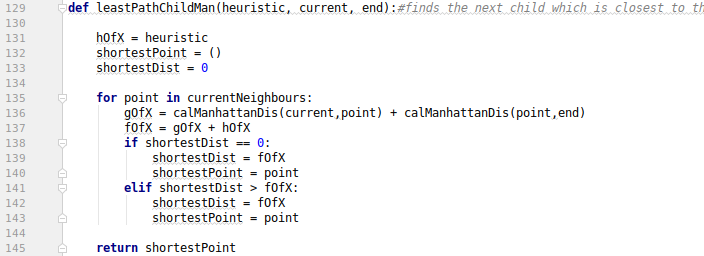 129 def leastPathChildMan(heuristic, current, end):#finds the next child which is closest to th
130
131     hOfX = heuristic
132     shortestPoint = ()
133     shortestDist = 0
134
135     for point in currentNeighbours:
136         gOfX = calManhattanDis(current,point) + calManhattanDis(point,end)
137         fOfX = gOfX + hOfX
138         if shortestDist == 0:
139             shortestDist = fOfX
140             shortestPoint = point
141         elif shortestDist > fOfX:
142             shortestDist = fOfX
143             shortestPoint = point
144
145     return shortestPoint